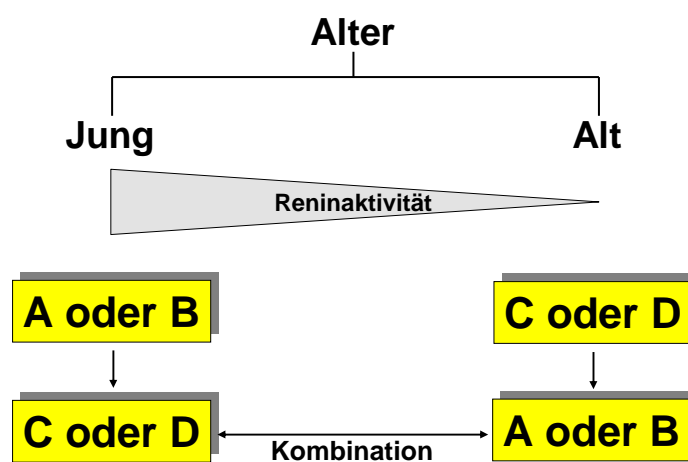 Alter
Jung
Alt
Reninaktivität
A oder B
C oder D
C oder D
A oder B
Kombination